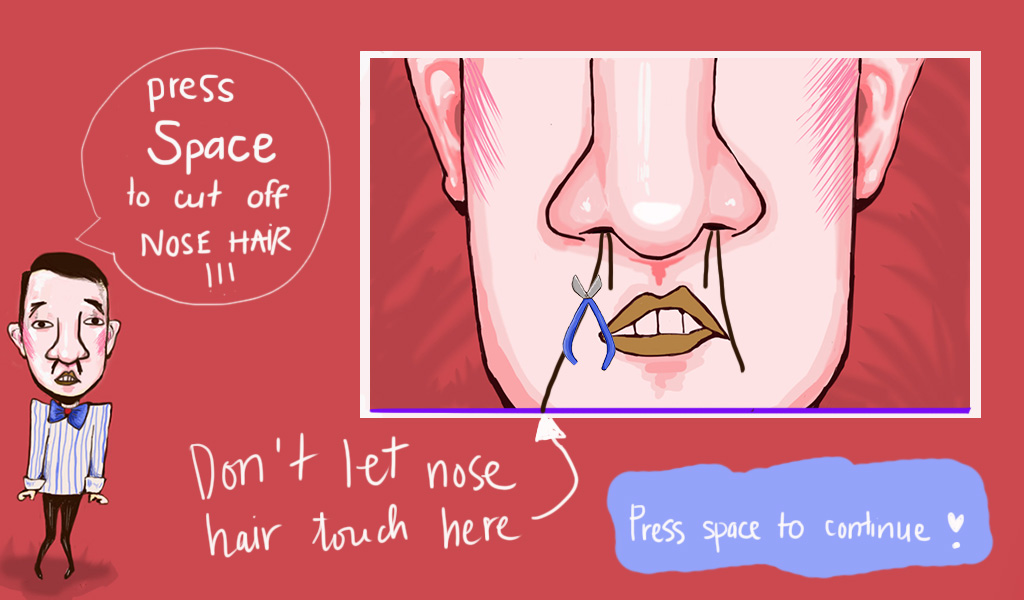 press
Space
to cut off
NOSE HAIR
!!!
Don't let nose
hair touch here
Press space to continue !